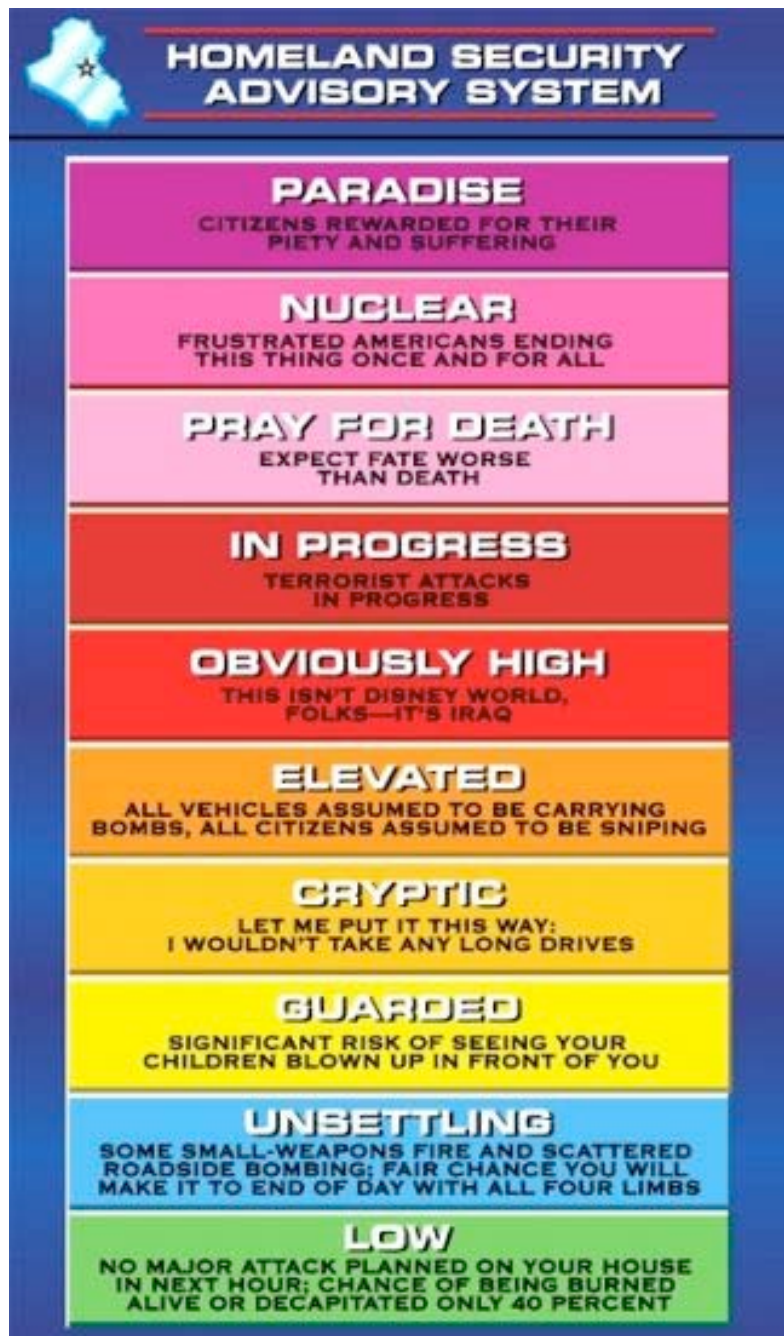 HOMELAND SECURITY
ADVISORY SYSTEM
PARADISE
CITIZENS REWARDED FOR THEIR
PIETY AND SUFFERING
NUCLEAR
FRUSTRATED AMERICANS ENDING
THIS THING ONCE AND FOR ALL
PRAY FOR DEATH
EXPECT FATE WORSE
THAN DEATH
IN PROGRESS
TERRORIST ATTACKS
IN PROGRESS
OBVIOUSLY HIGH
THIS ISN'T DISNEY WORLD,
FOLKS—IT'S IRAQ
ELEVATED
ALL VEHICLES ASSUMED TO BE CARRYING
BOMBS, ALL CITIZENS ASSUMED TO BE SNIPING
CRYPTIC
LET ME PUT IT THIS WAY:
I WOULDN'T TAKE ANY LONG DRIVES
GUARDED
SIGNIFICANT RISK OF SEEING YOUR
CHILDREN BLOWN UP IN FRONT OF YOU
UNSETTLING
SOME SMALL-WEAPONS FIRE AND SCATTERED
ROADSIDE BOMBING; FAIR CHANCE YOU WILL
MAKE IT TO END OF DAY WITH ALL FOUR LIMBS
LOW
NO MAJOR ATTACK PLANNED ON YOUR HOUSE
IN NEXT HOUR; CHANCE OF BEING BURNED
ALIVE OR DECAPITATED ONLY 40 PERCENT